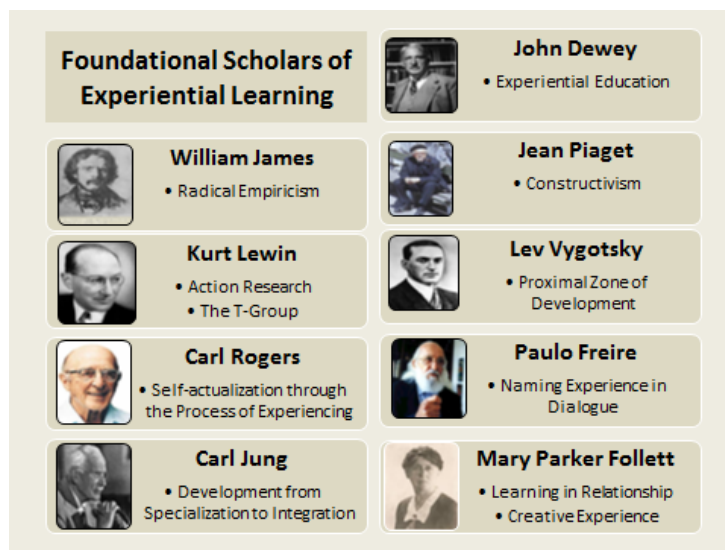 Foundational Scholars of
Experiential Learning
William James
• Radical Empiricism
Kurt Lewin
• Action Research
• The T-Group
Carl Rogers
• Self-actualization through
the Process of Experiencing
Carl Jung
• Development from
Specialization to Integration
John Dewey
• Experiential Education
Jean Piaget
• Constructivism
Lev Vygotsky
• Proximal Zone of
Development
Paulo Freire
• Naming Experience in
Dialogue
Mary Parker Follett
• Learning in Relationship
• Creative Experience